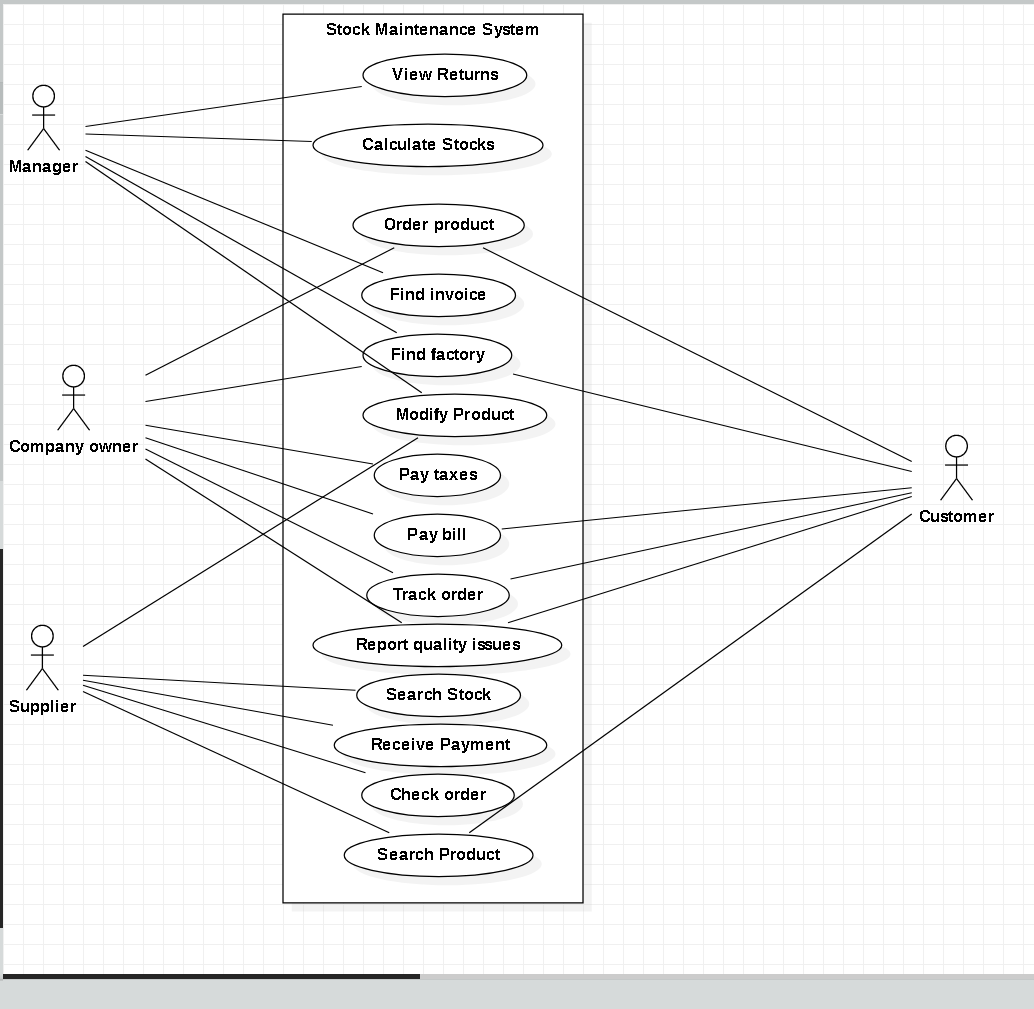 Stock Maintenance System
View Returns
Calculate Stocks
Manager
Order product
Find invoice
Find factory
Modify Product
Company owner
Pay taxes
Customer
Pay bill
Track order
Report quality issues
Search Stock
Supplier
Receive Payment
Check order
Search Product